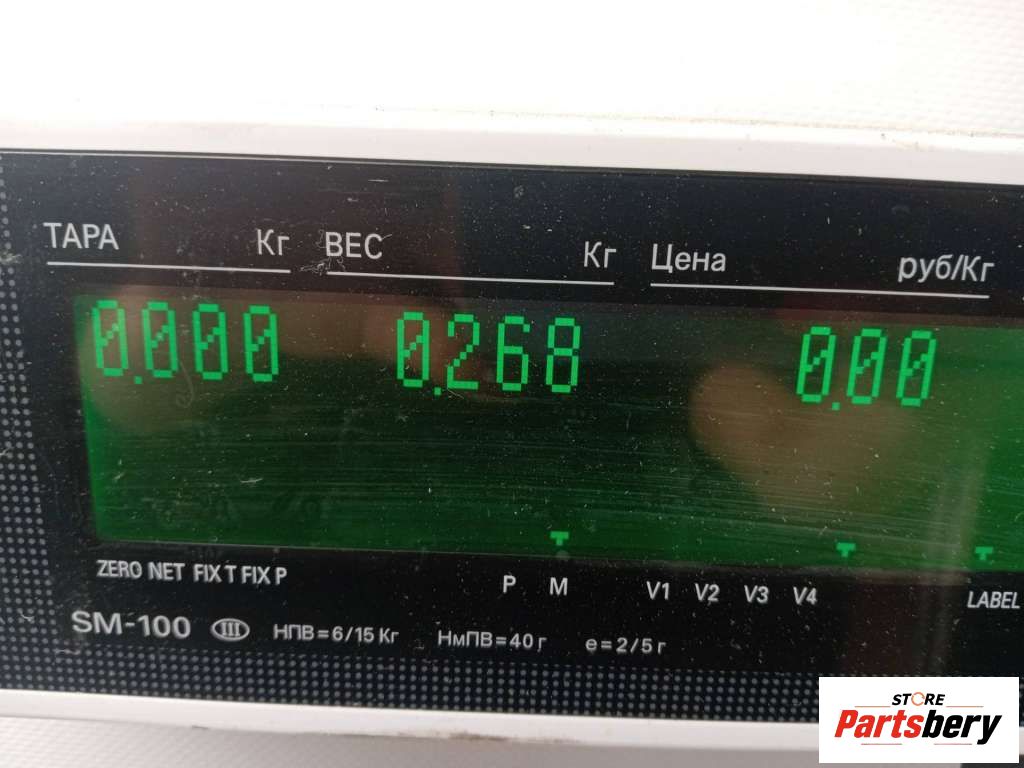 ТАРА Кг ВЕС Кг Цена руб/Кг
0.000 0.268 0.00
ZERO NET FIX T FIX P P M V1 V2 V3 V4 LABEL
SM-100 III НПВ=6/15 Кг НмПВ=40 г e=2/5 г
STORE
Partsbery